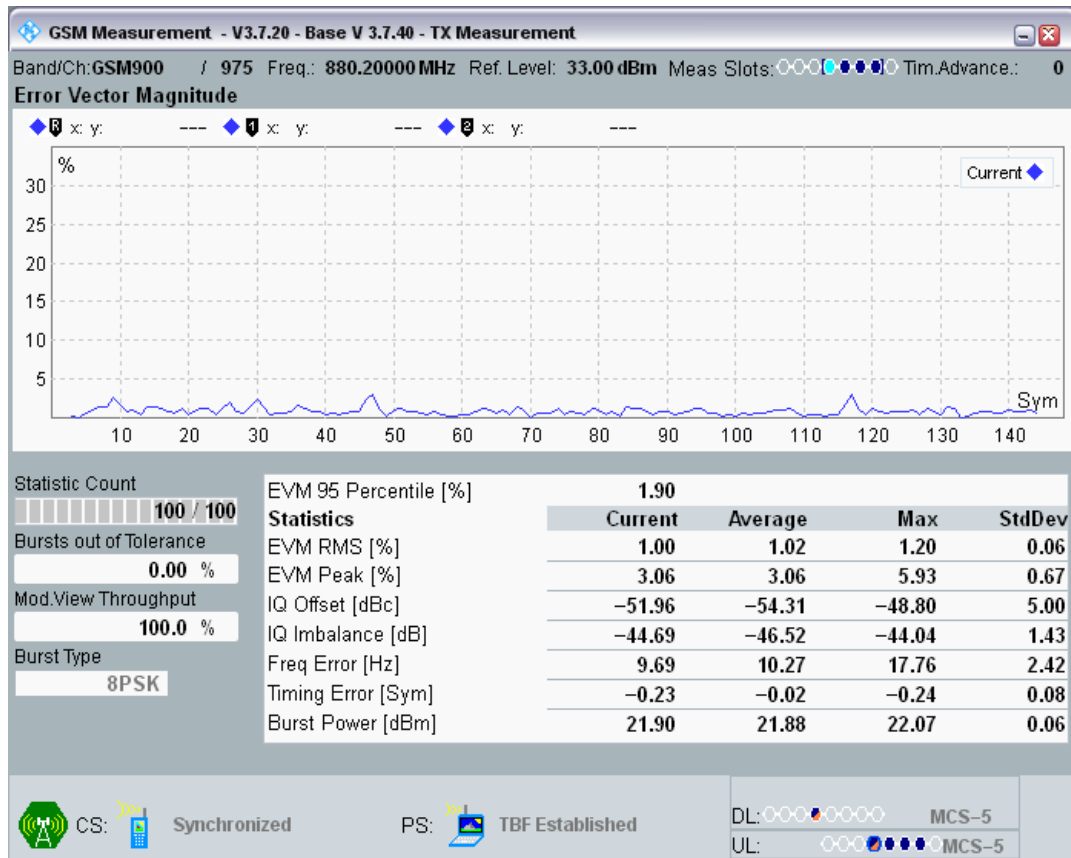 GSM Measurement - V3.7.20 - Base V 3.7.40 - TX Measurement
Band/Ch:GSM900 / 975 Freq.: 880.20000 MHz Ref. Level: 33.00 dBm Meas Slots: Tim.Advance.: 0
Error Vector Magnitude
R x: y: --- 1 x: y: --- 2 x: y: ---
%
Current
30
25
20
15
10
5
Sym
10 20 30 40 50 60 70 80 90 100 110 120 130 140
Statistic Count
100 / 100
Bursts out of Tolerance
0.00 %
Mod.View Throughput
100.0 %
Burst Type
8PSK
EVM 95 Percentile [%] 1.90
Statistics Current Average Max StdDev
EVM RMS [%] 1.00 1.02 1.20 0.06
EVM Peak [%] 3.06 3.06 5.93 0.67
IQ Offset [dBc] −51.96 −54.31 −48.80 5.00
IQ Imbalance [dB] −44.69 −46.52 −44.04 1.43
Freq Error [Hz] 9.69 10.27 17.76 2.42
Timing Error [Sym] −0.23 −0.02 −0.24 0.08
Burst Power [dBm] 21.90 21.88 22.07 0.06
CS: Synchronized PS: TBF Established
DL: MCS−5
UL: MCS−5